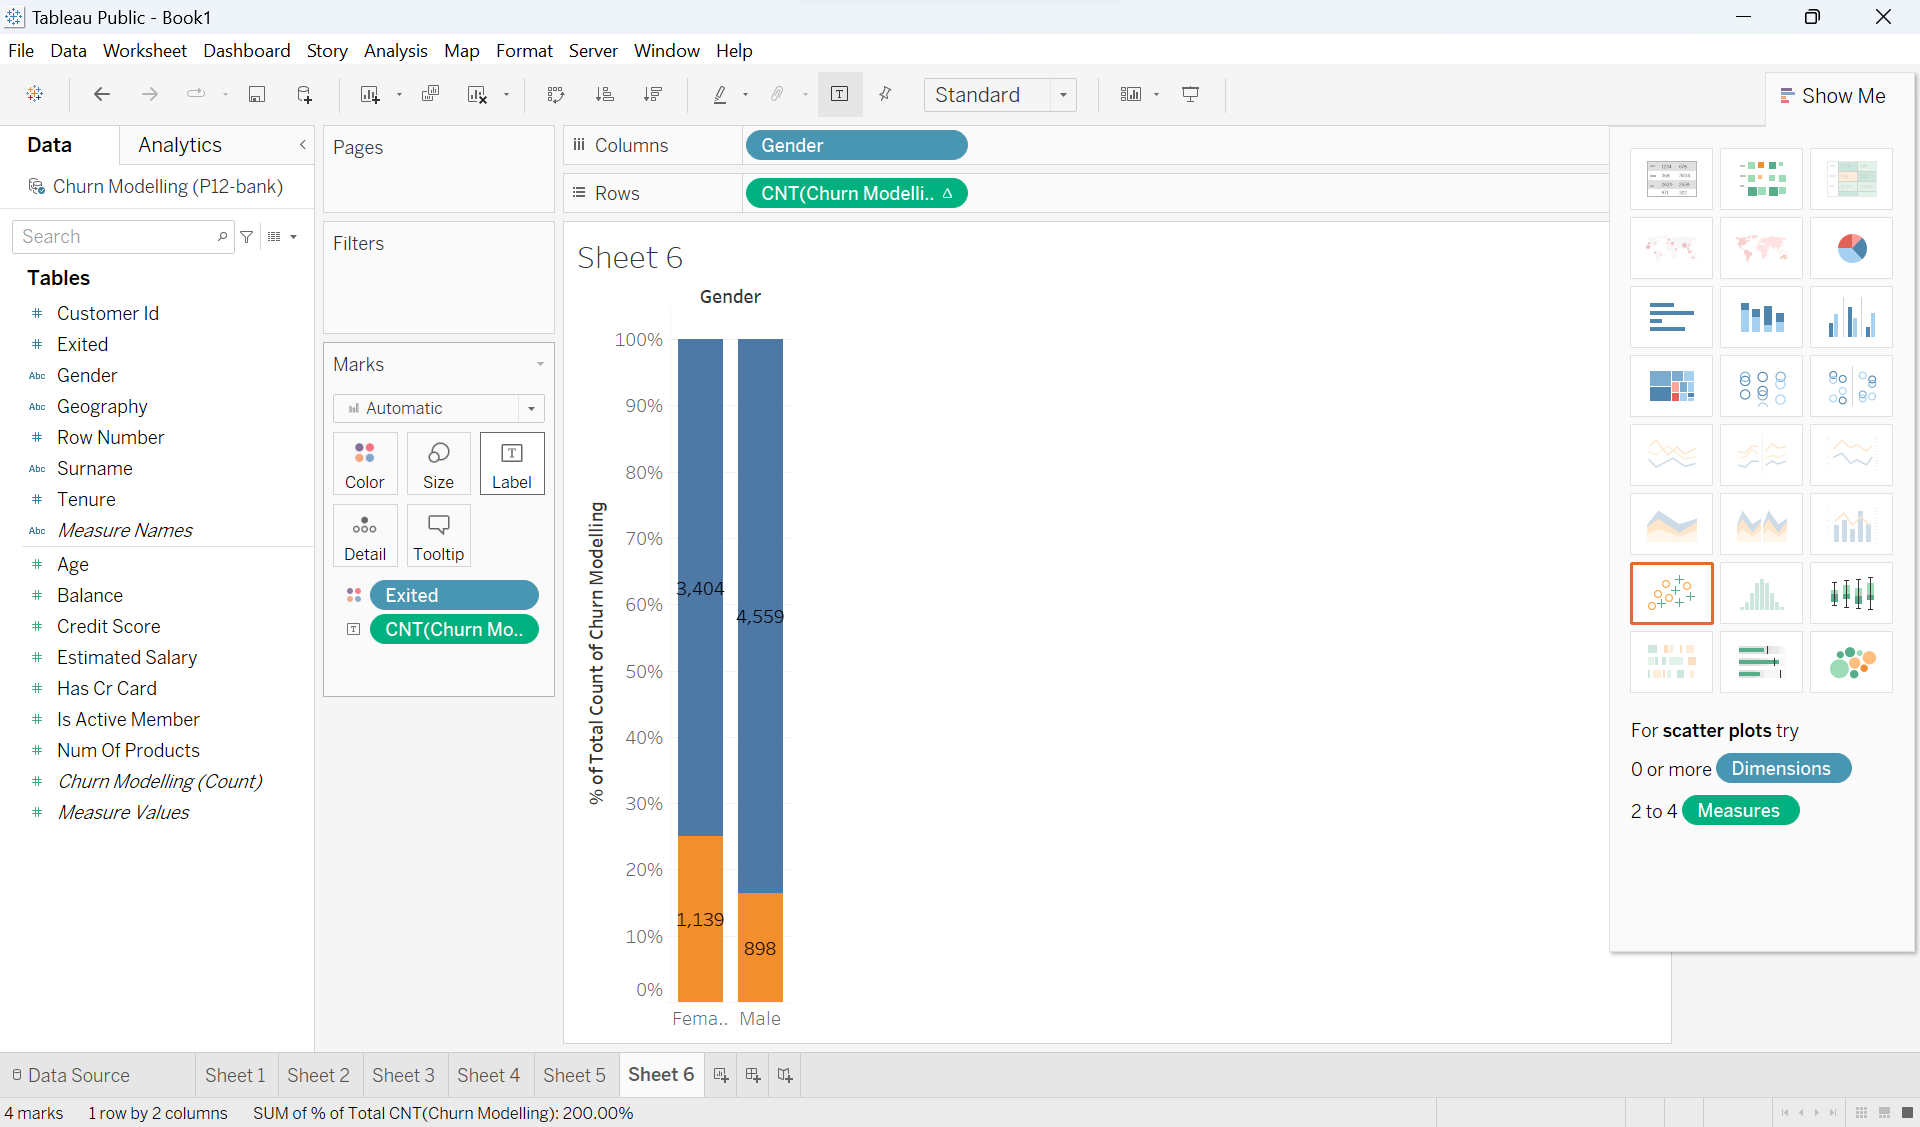 Tableau Public - Book1
File Data Worksheet Dashboard Story Analysis Map Format Server Window Help
Standard
Show Me
Data
Analytics
Churn Modelling (P12-bank)
Search
Tables
# Customer Id
# Exited
Abc Gender
Abc Geography
# Row Number
Abc Surname
# Tenure
Abc Measure Names
# Age
# Balance
# Credit Score
# Estimated Salary
# Has Cr Card
# Is Active Member
# Num Of Products
# Churn Modelling (Count)
# Measure Values
Pages
Filters
Marks
Automatic
Color
Size
Label
Detail
Tooltip
Exited
CNT(Churn Mo..
Columns
Gender
Rows
CNT(Churn Modelli.. Δ
Sheet 6
Gender
% of Total Count of Churn Modelling
100%
90%
80%
70%
60%
50%
40%
30%
20%
10%
0%
3,404
4,559
1,139
898
Fema..
Male
For scatter plots try
0 or more Dimensions
2 to 4 Measures
Data Source
Sheet 1
Sheet 2
Sheet 3
Sheet 4
Sheet 5
Sheet 6
4 marks
1 row by 2 columns
SUM of % of Total CNT(Churn Modelling): 200.00%